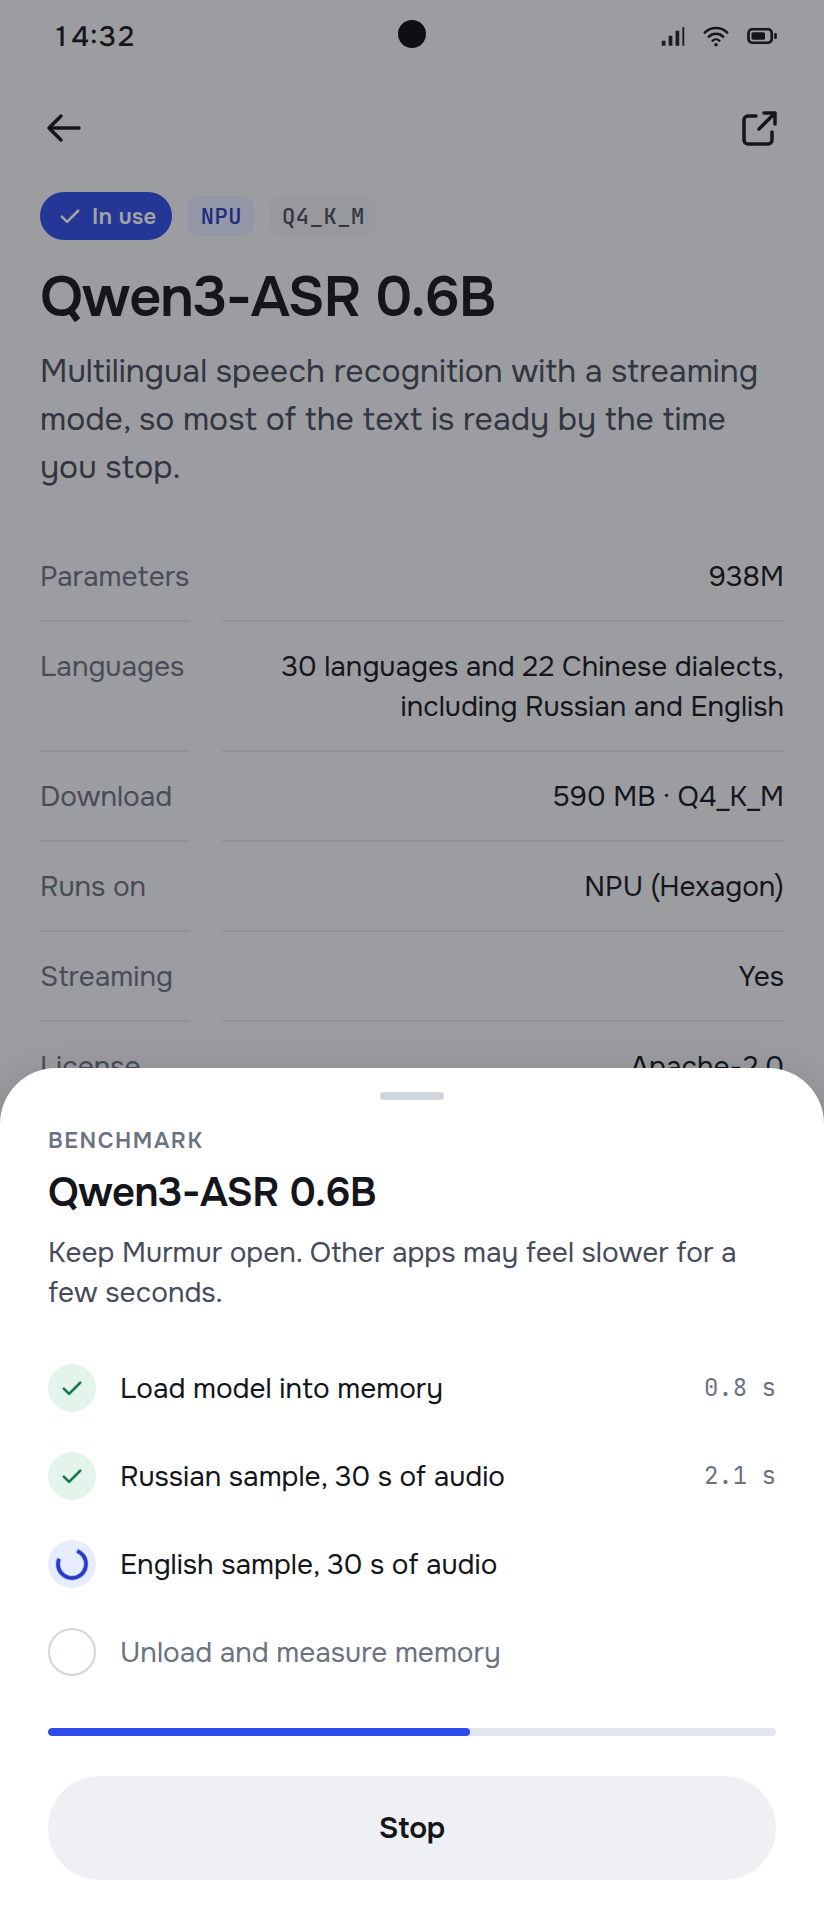 14:32
In use
NPU
Q4_K_M
Qwen3-ASR 0.6B
Multilingual speech recognition with a streaming
mode, so most of the text is ready by the time
you stop.
Parameters 938M
Languages 30 languages and 22 Chinese dialects,
including Russian and English
Download 590 MB · Q4_K_M
Runs on NPU (Hexagon)
Streaming Yes
License Apache-2.0
BENCHMARK
Qwen3-ASR 0.6B
Keep Murmur open. Other apps may feel slower for a
few seconds.
Load model into memory 0.8 s
Russian sample, 30 s of audio 2.1 s
English sample, 30 s of audio
Unload and measure memory
Stop